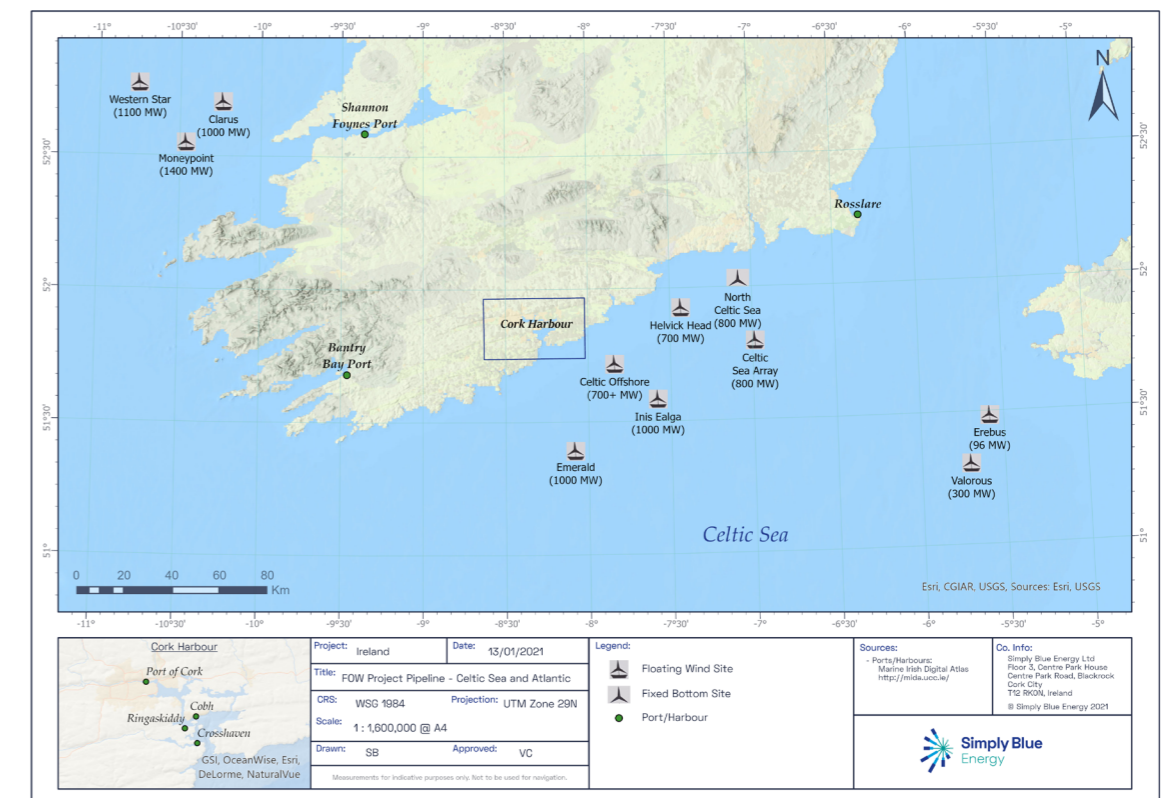 -11°
-10°30'
-10°
-9°30'
-9°
-8°30'
-8°
-7°30'
-7°
-6°30'
-6°
-5°30'
-5°
N
Western Star
(1100 MW)
Clarus
(1000 MW)
Moneypoint
(1400 MW)
Shannon
Foynes Port
52°30'
52°30'
Rosslare
52°
52°
North
Celtic Sea
(800 MW)
Helvick Head
(700 MW)
Cork Harbour
Celtic
Sea Array
(800 MW)
Bantry
Bay Port
Celtic Offshore
(700+ MW)
Inis Ealga
(1000 MW)
51°30'
51°30'
Erebus
(96 MW)
Emerald
(1000 MW)
Valorous
(300 MW)
Celtic Sea
51°
51°
0 20 40 60 80
Km
Esri, CGIAR, USGS, Sources: Esri, USGS
-11°
-10°30'
-10°
-9°30'
-9°
-8°30'
-8°
-7°30'
-7°
-6°30'
-6°
-5°30'
-5°
Cork Harbour
Port of Cork
Cobh
Ringaskiddy
Crosshaven
GSI, OceanWise, Esri,
DeLorme, NaturalVue
Project: Ireland
Date: 13/01/2021
Title: FOW Project Pipeline - Celtic Sea and Atlantic
CRS: WSG 1984
Projection: UTM Zone 29N
Scale: 1 : 1,600,000 @ A4
Drawn: SB
Approved: VC
Measurements for indicative purposes only. Not to be used for navigation.
Legend:
Floating Wind Site
Fixed Bottom Site
Port/Harbour
Sources:
- Ports/Harbours:
Marine Irish Digital Atlas
http://mida.ucc.ie/
Co. Info:
Simply Blue Energy Ltd
Floor 3, Centre Park House
Centre Park Road, Blackrock
Cork City
T12 RK0N, Ireland
© Simply Blue Energy 2021
Simply Blue
Energy